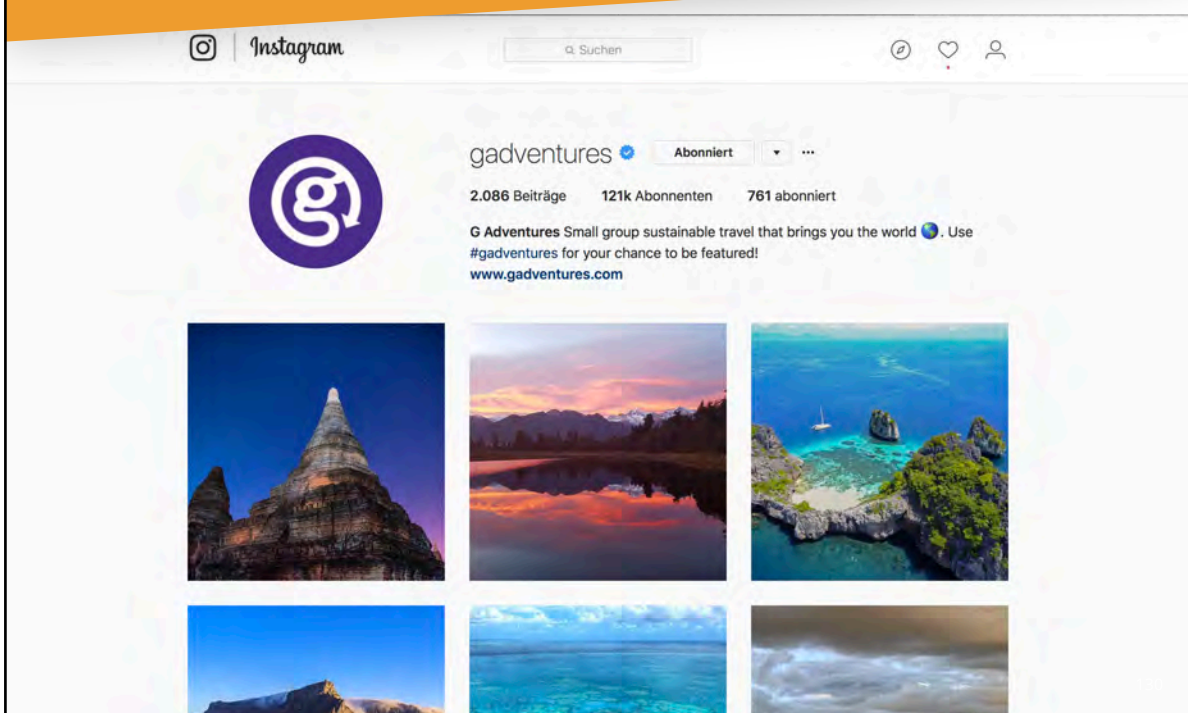 Instagram
Suchen
gadventures Abonniert
2.086 Beiträge 121k Abonnenten 761 abonniert
G Adventures Small group sustainable travel that brings you the world 🌎. Use
#gadventures for your chance to be featured!
www.gadventures.com